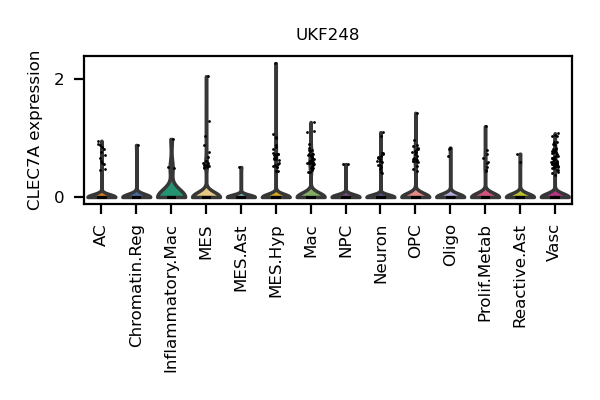 UKF248
CLEC7A expression
2
0
AC
Chromatin.Reg
Inflammatory.Mac
MES
MES.Ast
MES.Hyp
Mac
NPC
Neuron
OPC
Oligo
Prolif.Metab
Reactive.Ast
Vasc